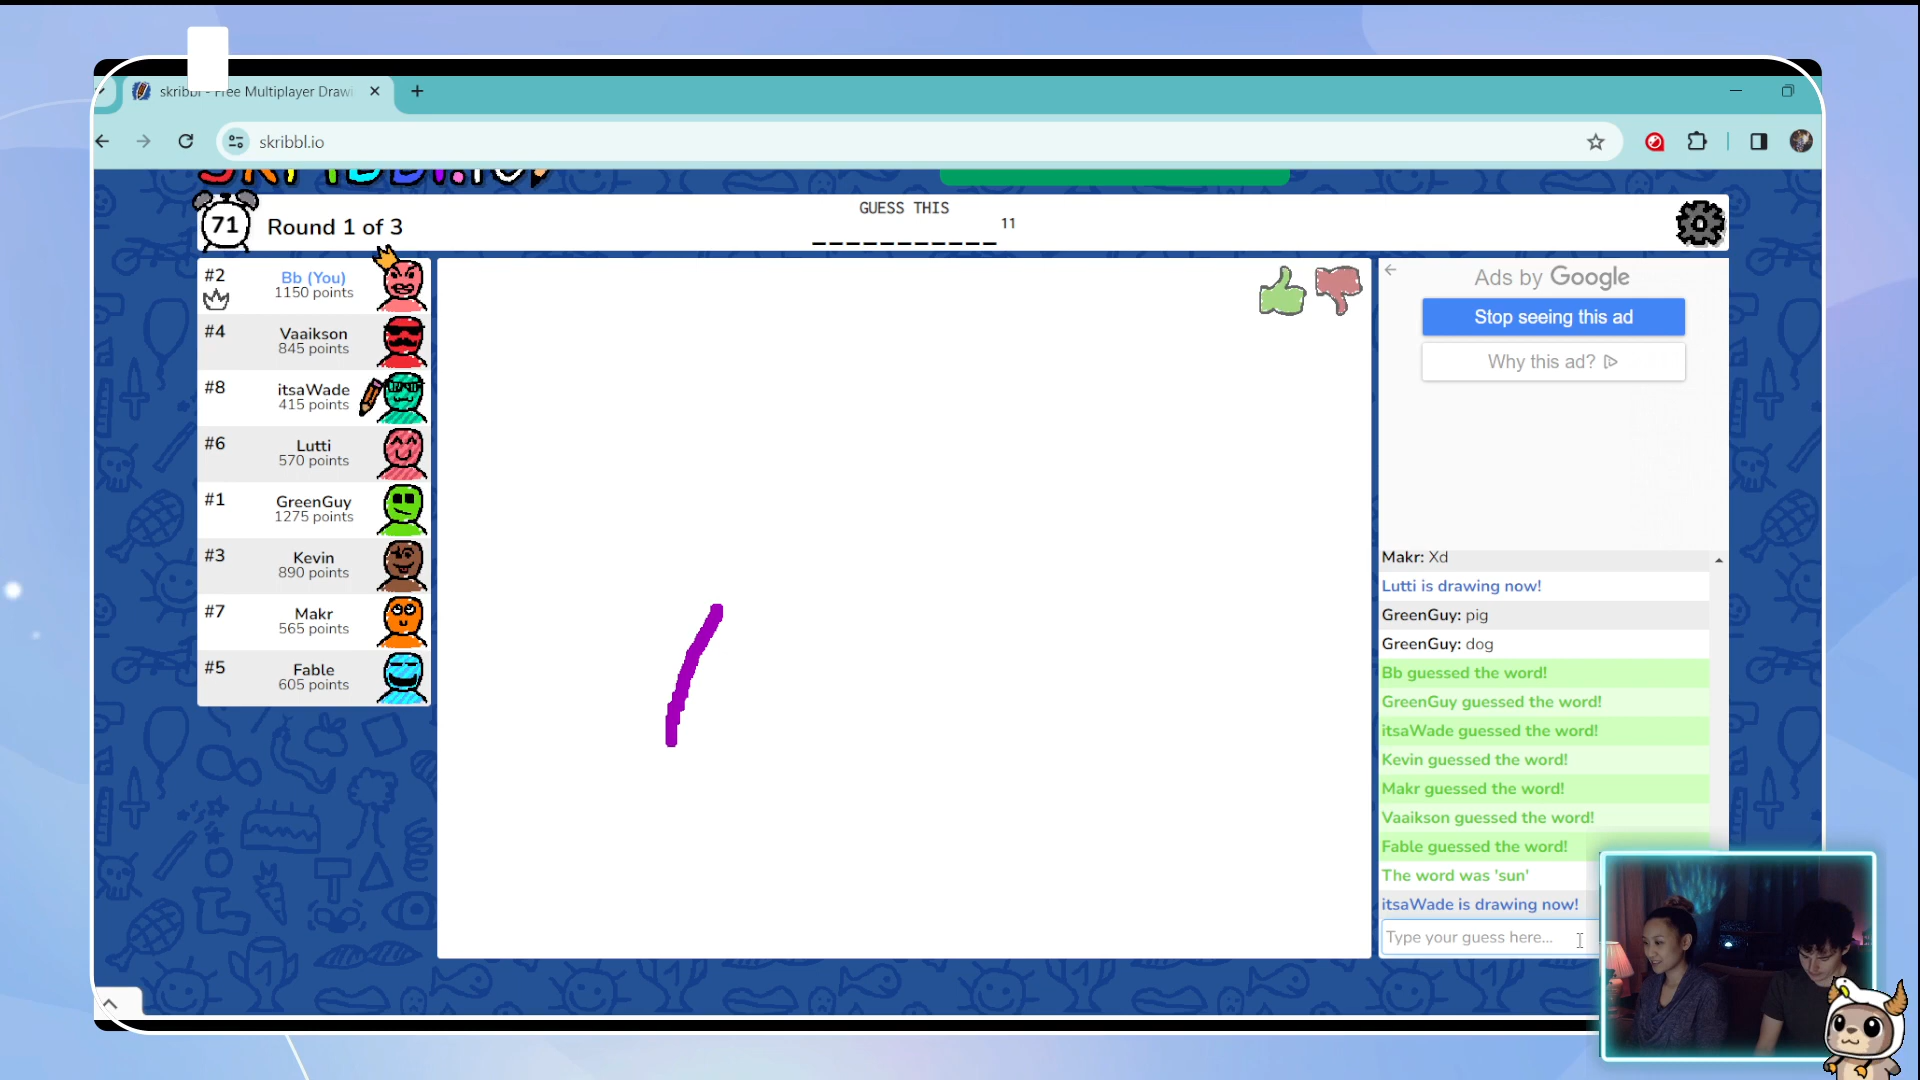 skribbl - Free Multiplayer Drawi
skribbl.io
71
Round 1 of 3
GUESS THIS
___________ 11
#2
Bb (You)
1150 points
#4
Vaaikson
845 points
#8
itsaWade
415 points
#6
Lutti
570 points
#1
GreenGuy
1275 points
#3
Kevin
890 points
#7
Makr
565 points
#5
Fable
605 points
Ads by Google
Stop seeing this ad
Why this ad?
Makr: Xd
Lutti is drawing now!
GreenGuy: pig
GreenGuy: dog
Bb guessed the word!
GreenGuy guessed the word!
itsaWade guessed the word!
Kevin guessed the word!
Makr guessed the word!
Vaaikson guessed the word!
Fable guessed the word!
The word was 'sun'
itsaWade is drawing now!
Type your guess here...